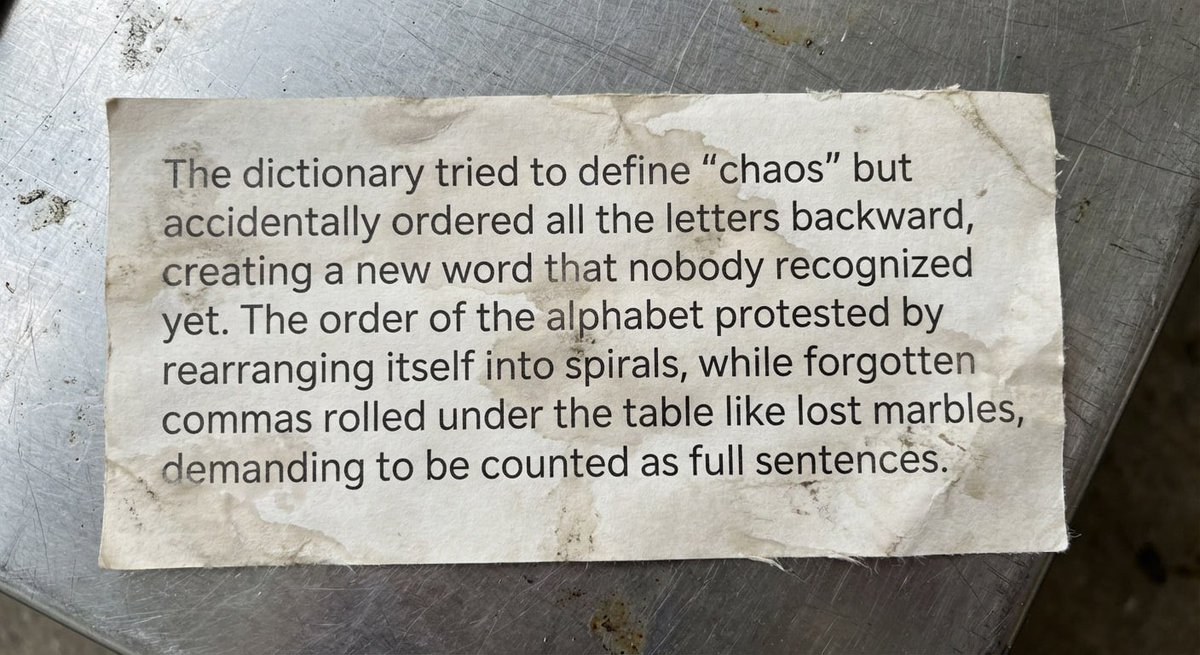 The dictionary tried to define “chaos” but
accidentally ordered all the letters backward,
creating a new word that nobody recognized
yet. The order of the alphabet protested by
rearranging itself into spirals, while forgotten
commas rolled under the table like lost marbles,
demanding to be counted as full sentences.